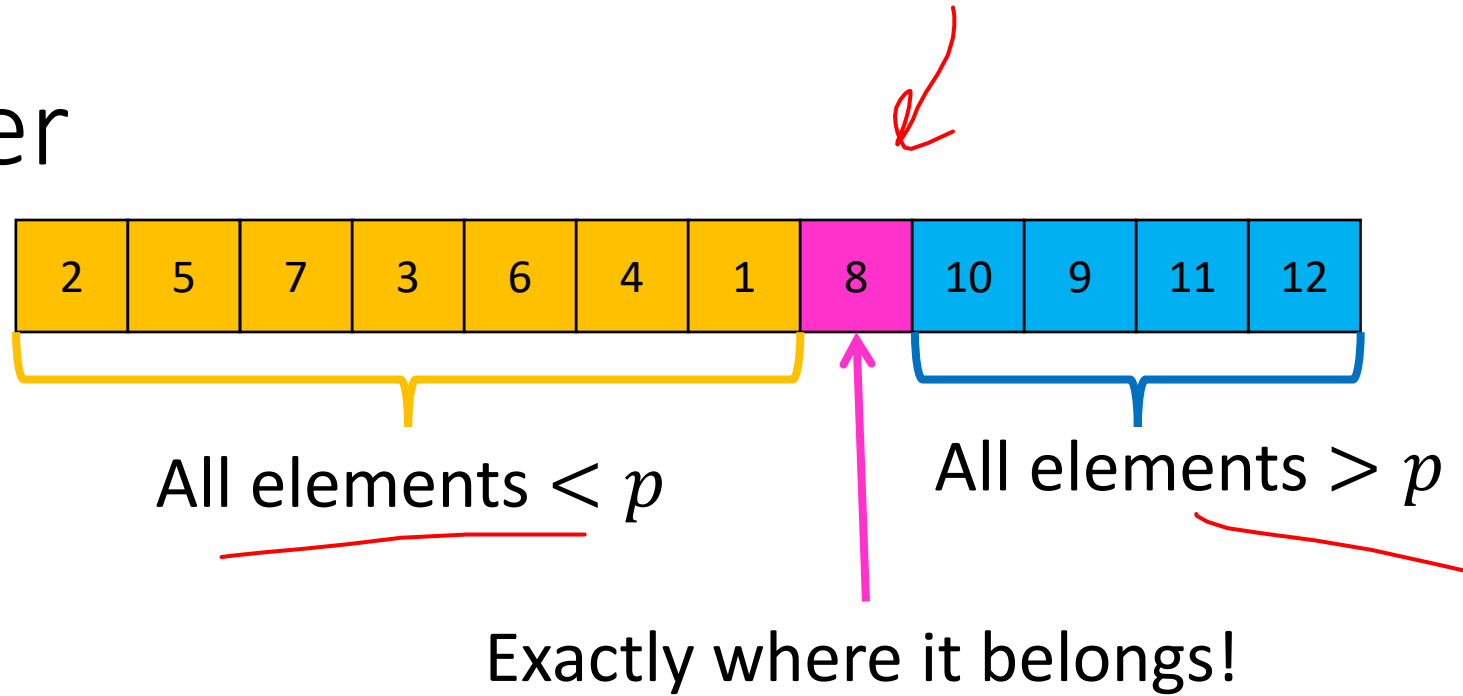 er
2 5 7 3 6 4 1 8 10 9 11 12
All elements < p
All elements > p
Exactly where it belongs!